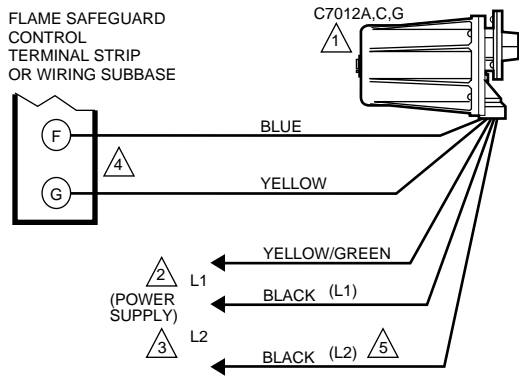 FLAME SAFEGUARD
CONTROL
TERMINAL STRIP
OR WIRING SUBBASE
C7012A,C,G
1
F
BLUE
4
G
YELLOW
YELLOW/GREEN
2 L1
(POWER
SUPPLY)
BLACK (L1)
3 L2
BLACK (L2) 5